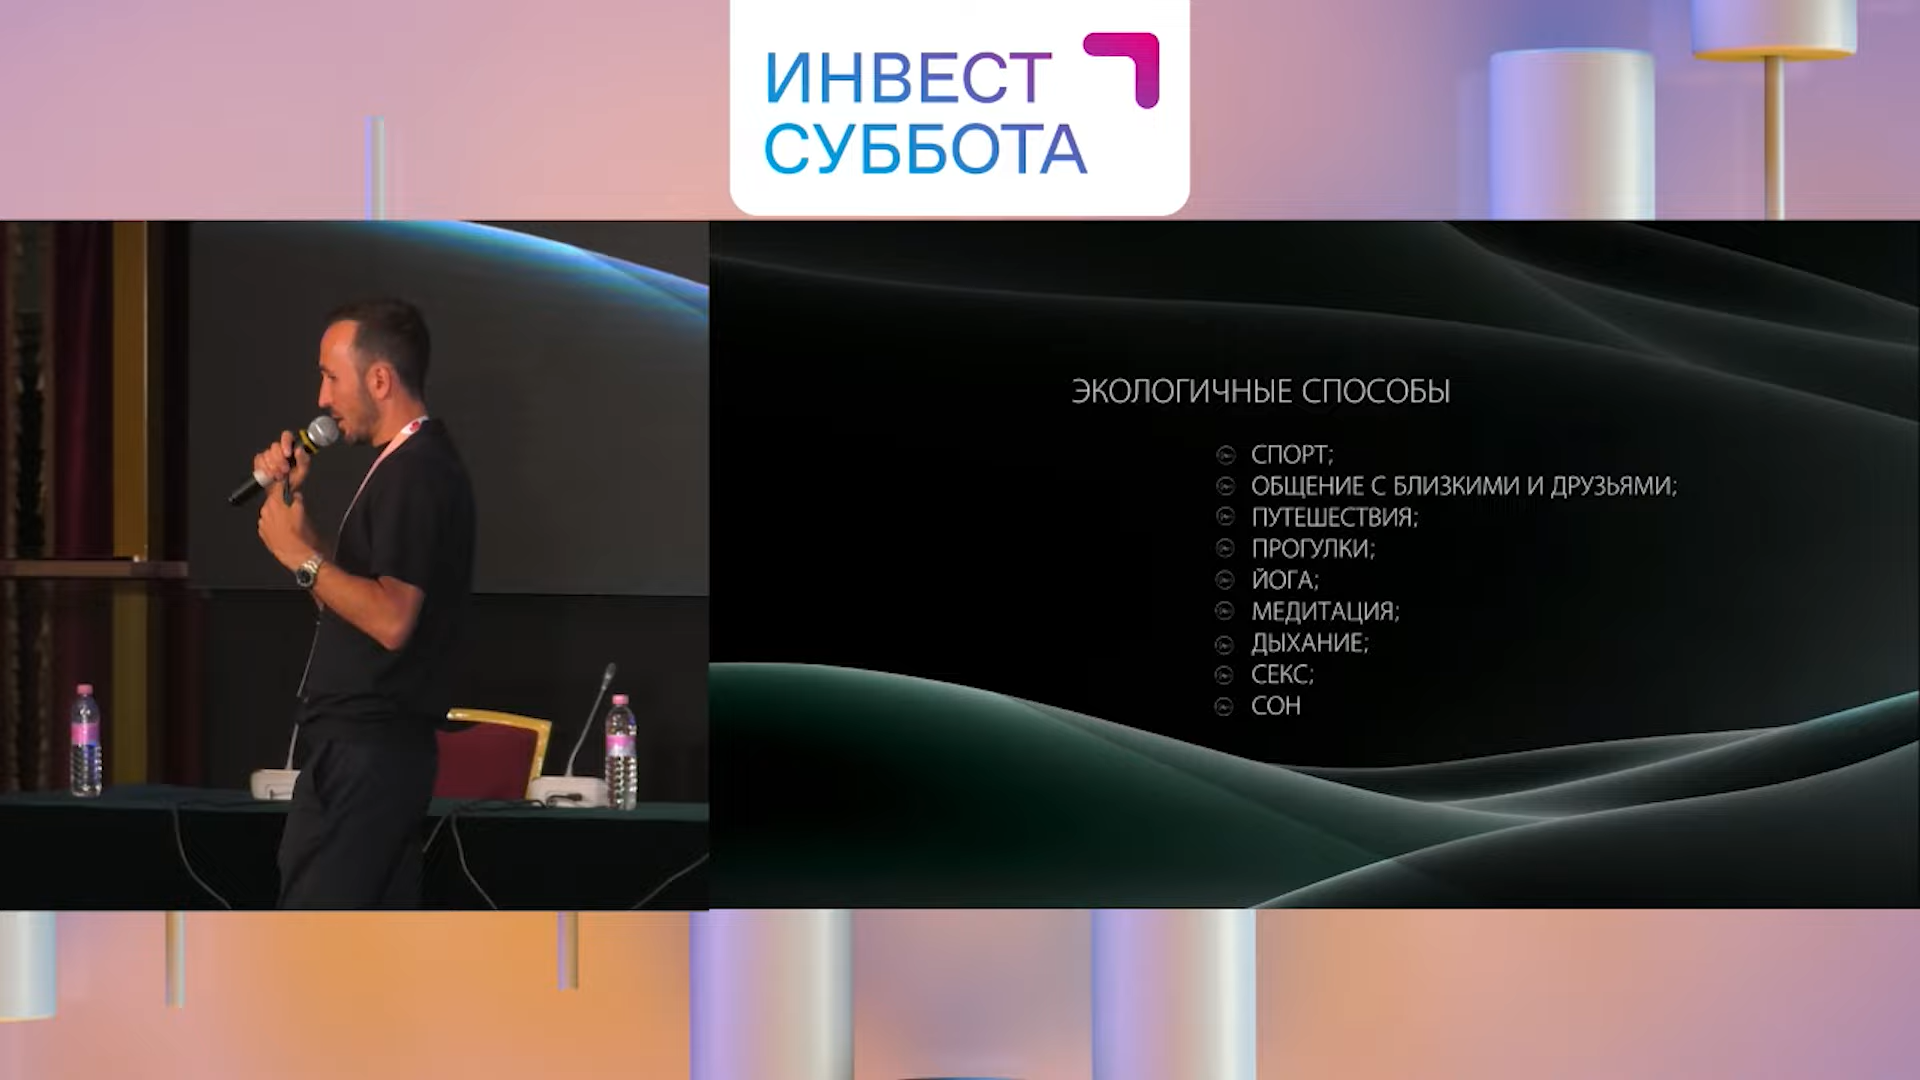 ИНВЕСТ
СУББОТА
ЭКОЛОГИЧНЫЕ СПОСОБЫ
СПОРТ;
ОБЩЕНИЕ С БЛИЗКИМИ И ДРУЗЬЯМИ;
ПУТЕШЕСТВИЯ;
ПРОГУЛКИ;
ЙОГА;
МЕДИТАЦИЯ;
ДЫХАНИЕ;
СЕКС;
СОН